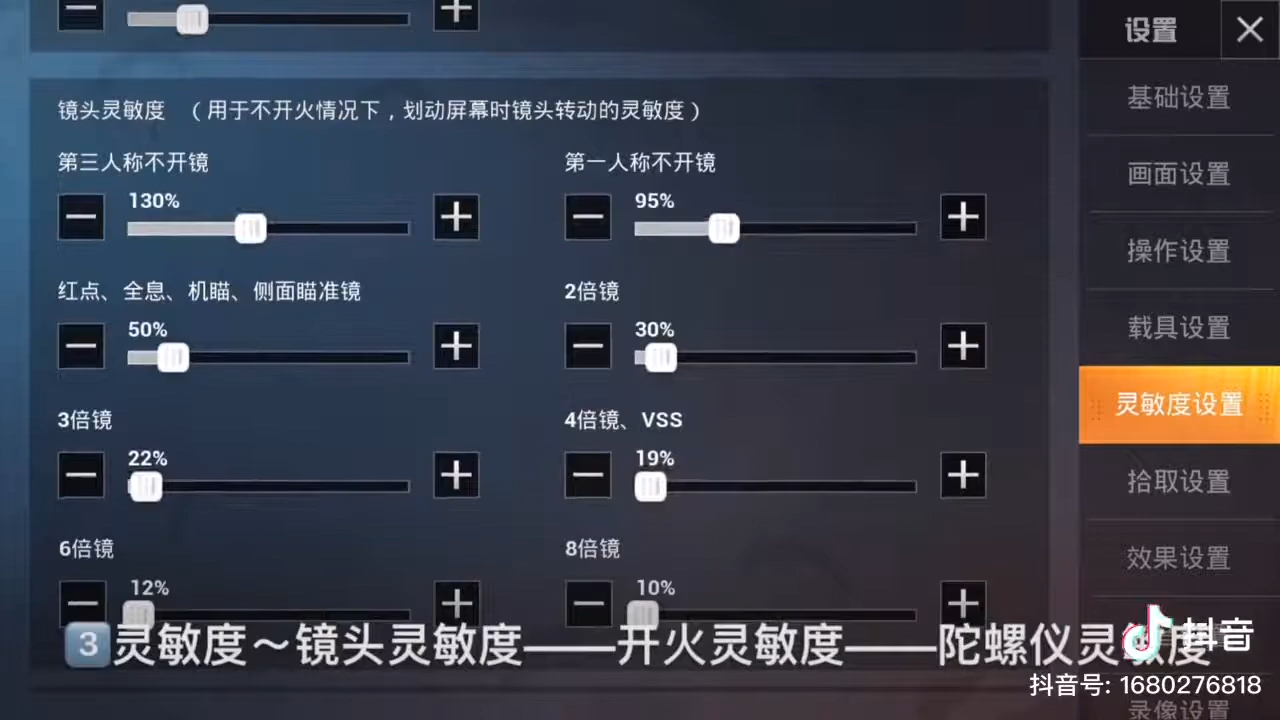 设置
基础设置
画面设置
操作设置
载具设置
灵敏度设置
拾取设置
效果设置
录像设置
镜头灵敏度 （用于不开火情况下，划动屏幕时镜头转动的灵敏度）
第三人称不开镜
130%
第一人称不开镜
95%
红点、全息、机瞄、侧面瞄准镜
50%
2倍镜
30%
3倍镜
22%
4倍镜、VSS
19%
6倍镜
12%
8倍镜
10%
3灵敏度～镜头灵敏度——开火灵敏度——陀螺仪灵敏度
抖音
抖音号: 1680276818